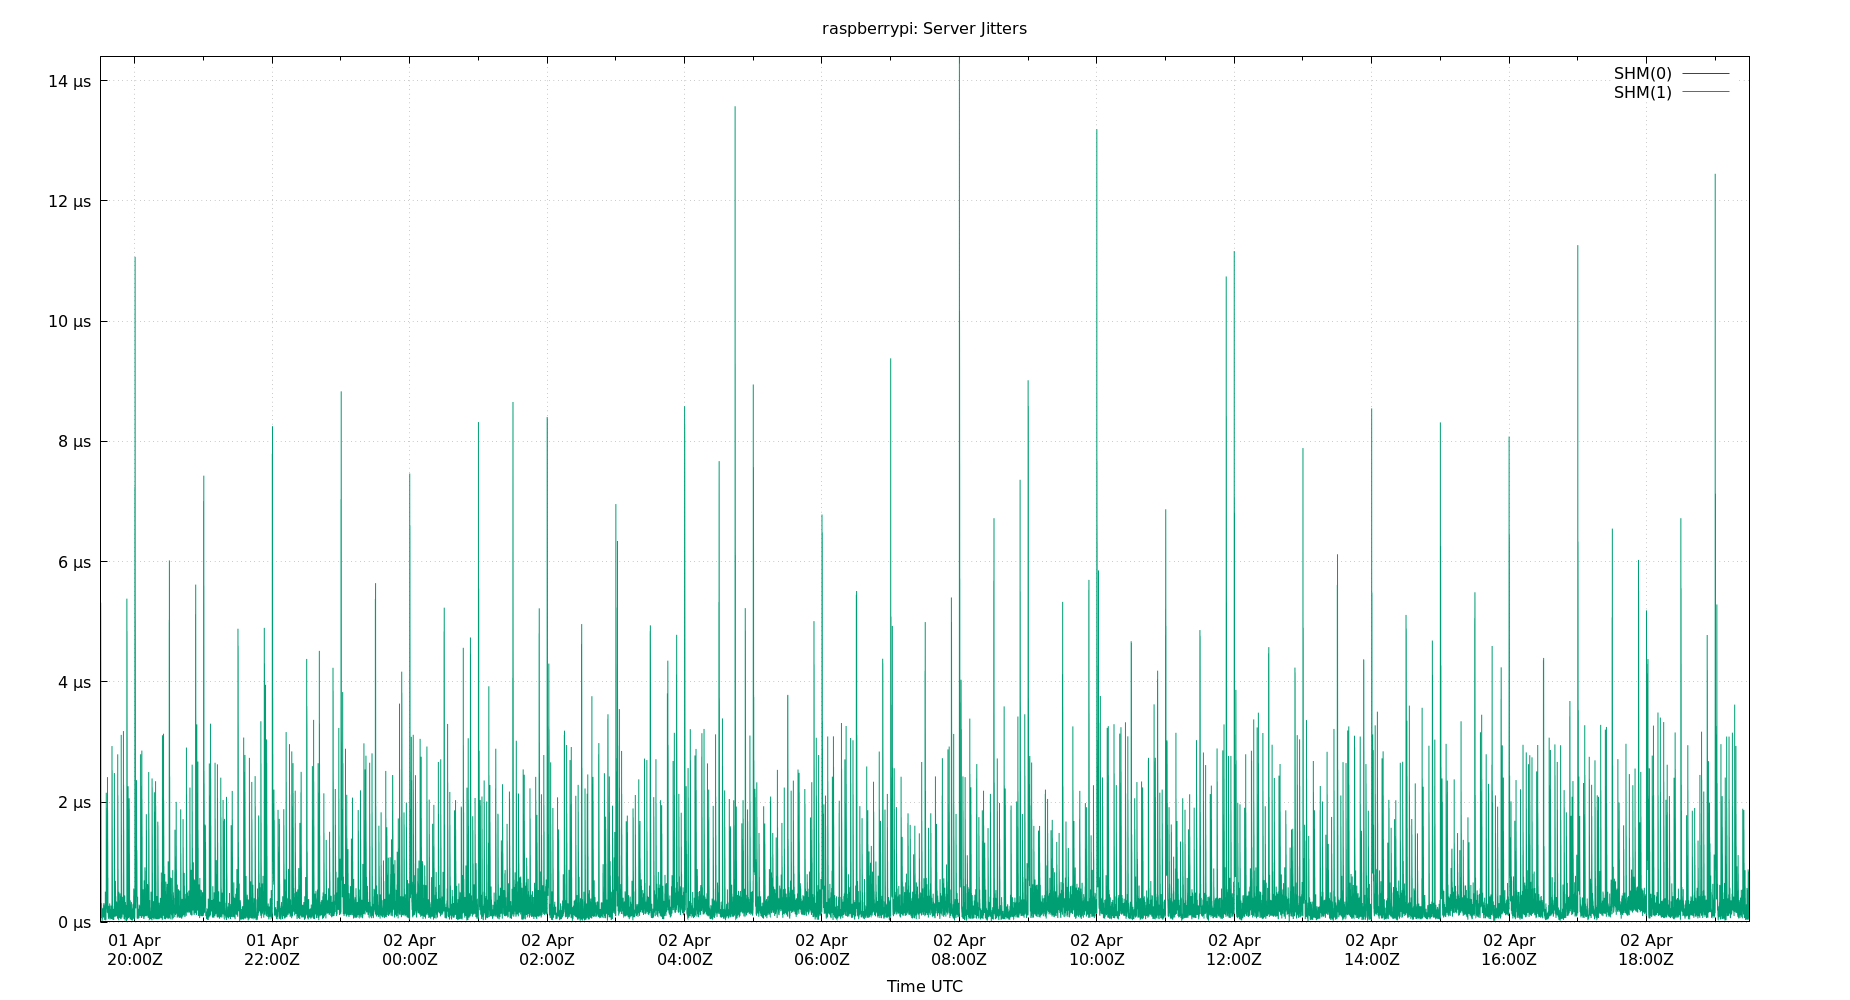 raspberrypi: Server Jitters
SHM(0)
SHM(1)
14 µs
12 µs
10 µs
8 µs
6 µs
4 µs
2 µs
0 µs
01 Apr 01 Apr 02 Apr 02 Apr 02 Apr 02 Apr 02 Apr 02 Apr 02 Apr 02 Apr 02 Apr 02 Apr
20:00Z 22:00Z 00:00Z 02:00Z 04:00Z 06:00Z 08:00Z 10:00Z 12:00Z 14:00Z 16:00Z 18:00Z
Time UTC